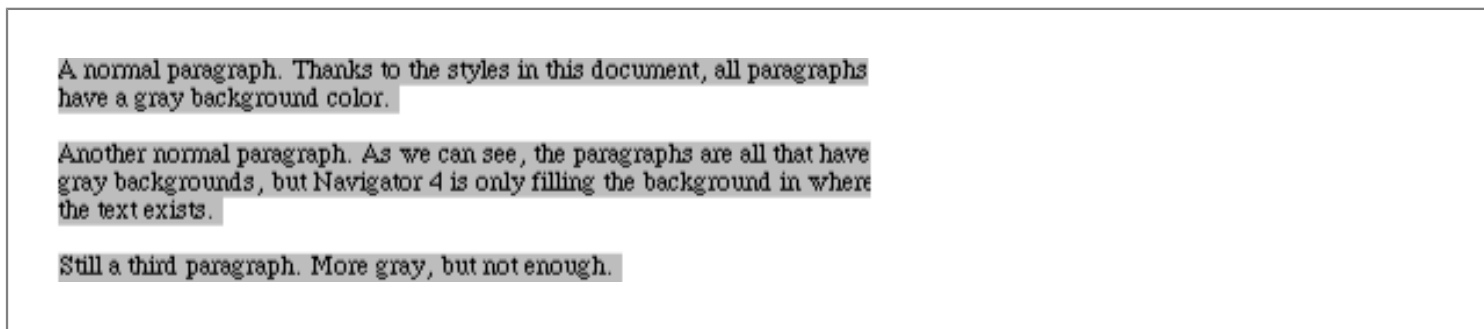 A normal paragraph. Thanks to the styles in this document, all paragraphs
have a gray background color.
Another normal paragraph. As we can see, the paragraphs are all that have
gray backgrounds, but Navigator 4 is only filling the background in where
the text exists.
Still a third paragraph. More gray, but not enough.